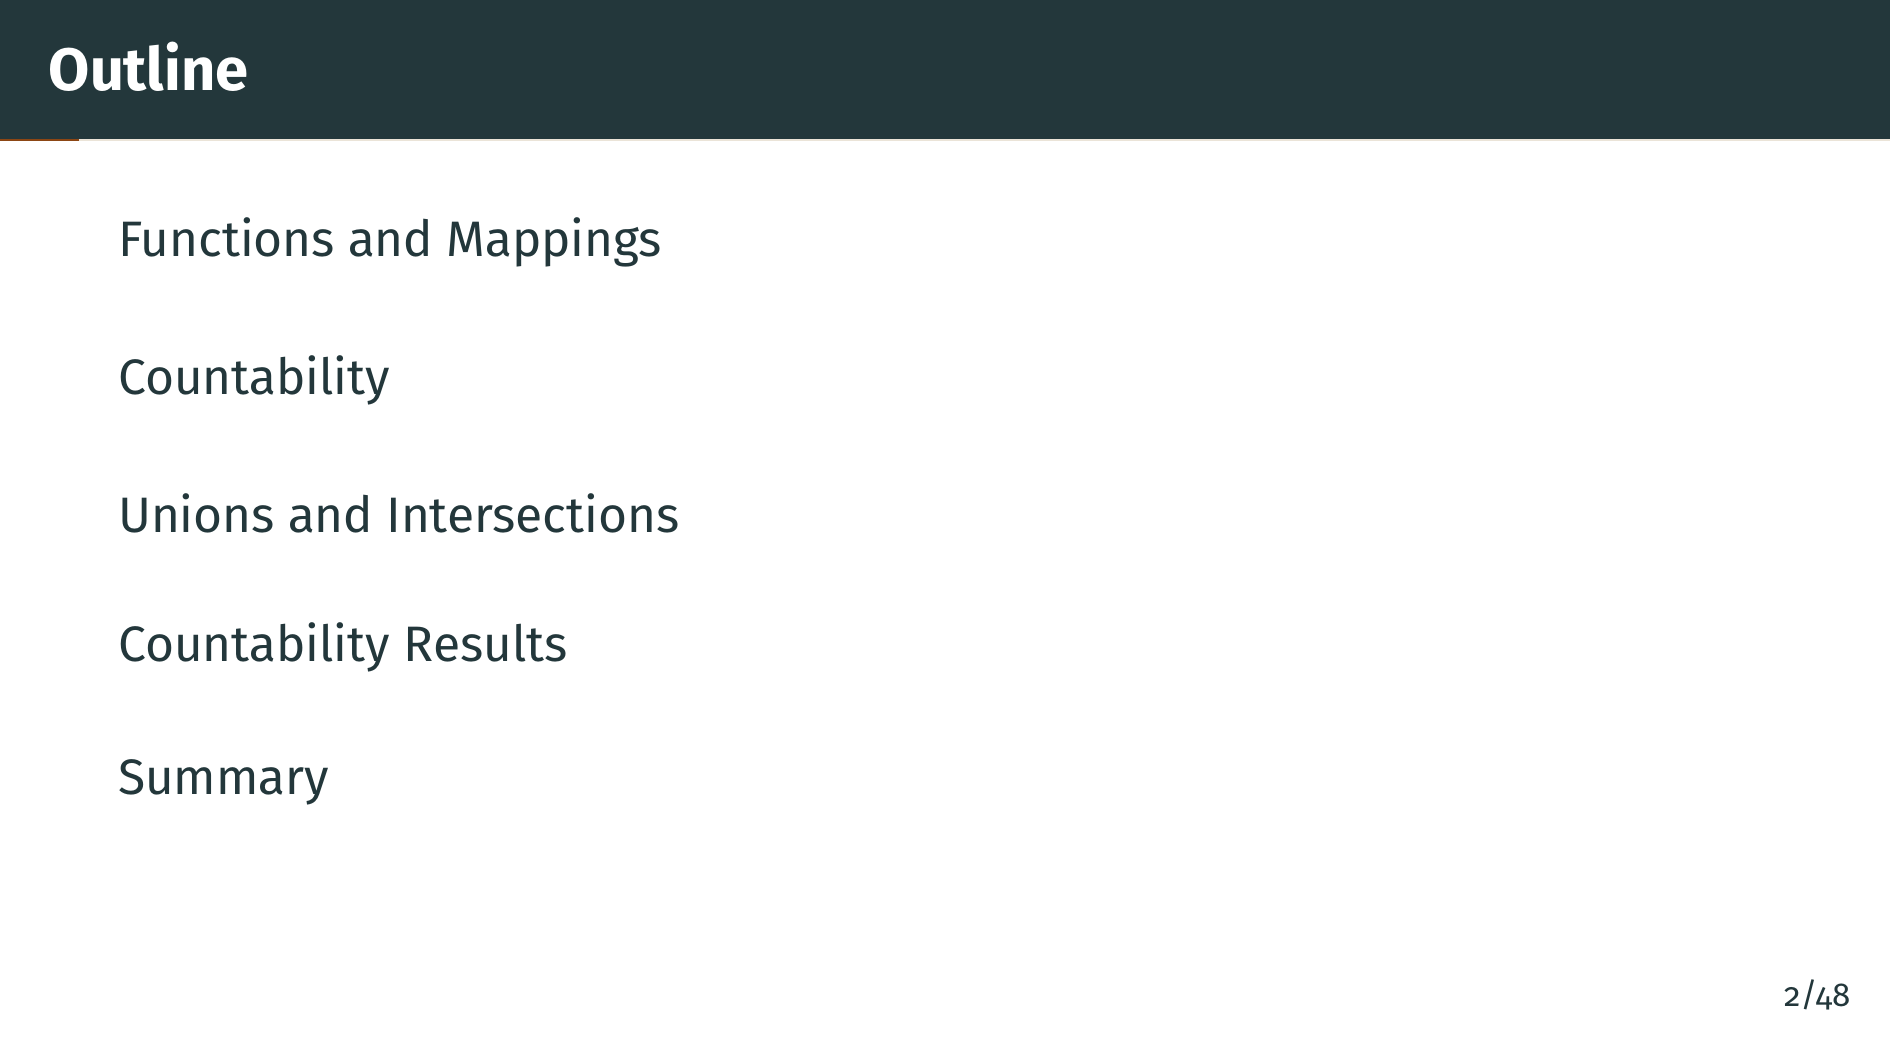 Outline
Functions and Mappings
Countability
Unions and Intersections
Countability Results
Summary
2/48